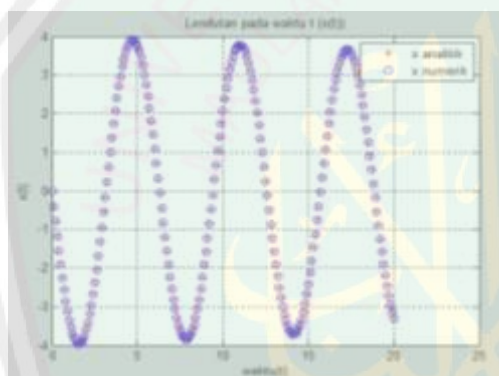 Lendutan pada waktu t (x(t))
x analitik
x numerik
4
3
2
1
0
-1
-2
-3
-4
x(t)
0 5 10 15 20 25
waktu(t)